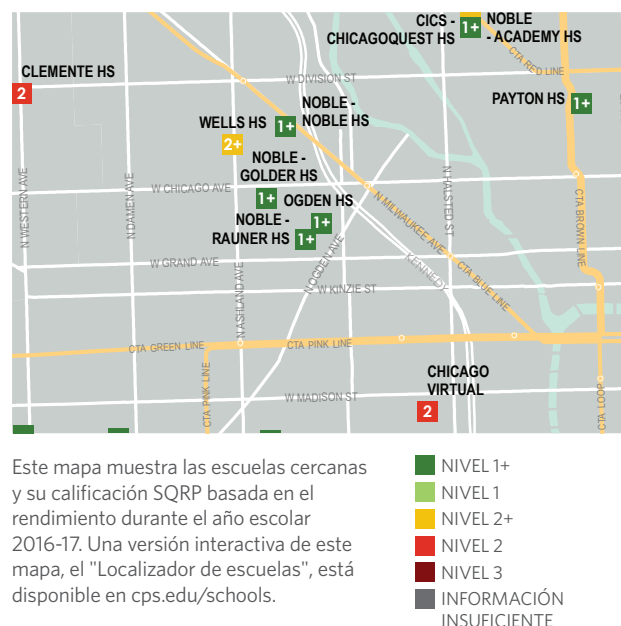 CICS -
CHICAGOQUEST HS
1+
NOBLE
- ACADEMY HS
CTA RED LINE
CLEMENTE HS
2
W DIVISION ST
PAYTON HS
1+
NOBLE -
NOBLE HS
1+
WELLS HS
2+
NOBLE -
GOLDER HS
1+
W CHICAGO AVE
OGDEN HS
1+
NOBLE -
RAUNER HS
1+
N WESTERN AVE
N DAMEN AVE
N ASHLAND AVE
N OGDEN AVE
N MILWAUKEE AVE
N HALSTED ST
CTA BROWN LINE
W GRAND AVE
KENNEDY
CTA BLUE LINE
W KINZIE ST
CTA GREEN LINE
CTA PINK LINE
CTA PINK LINE
W MADISON ST
CHICAGO
VIRTUAL
2
CTA LOOP
Este mapa muestra las escuelas cercanas
y su calificación SQRP basada en el
rendimiento durante el año escolar
2016-17. Una versión interactiva de este
mapa, el "Localizador de escuelas", está
disponible en cps.edu/schools.
NIVEL 1+
NIVEL 1
NIVEL 2+
NIVEL 2
NIVEL 3
INFORMACIÓN
INSUFICIENTE